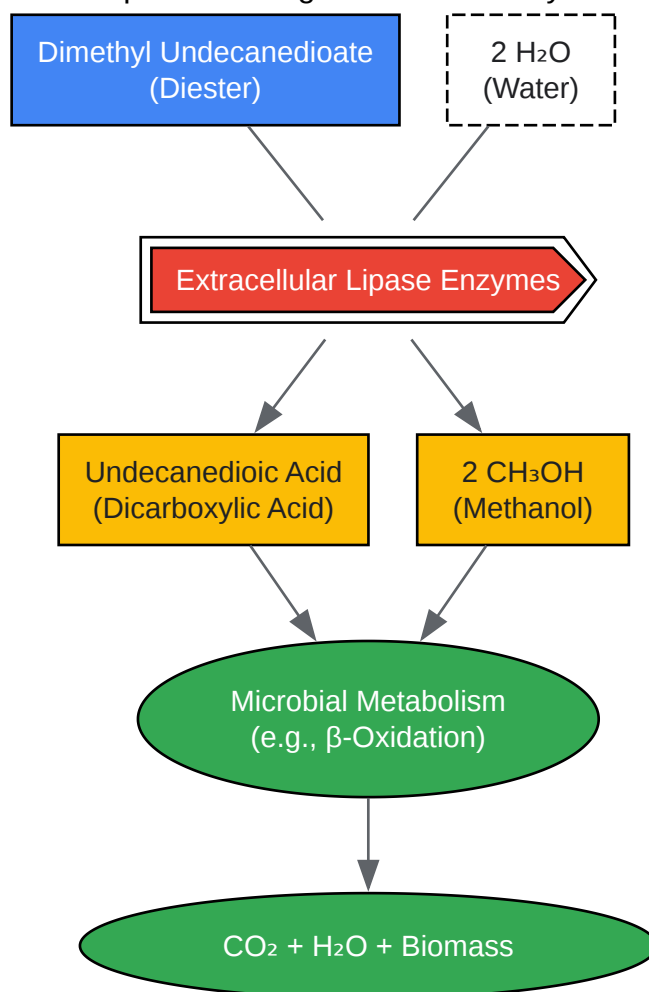 Dimethyl Undecanedioate
(Diester)
2 H₂O
(Water)
Extracellular Lipase Enzymes
Undecanedioic Acid
(Dicarboxylic Acid)
2 CH₃OH
(Methanol)
Microbial Metabolism
(e.g., β-Oxidation)
CO₂ + H₂O + Biomass